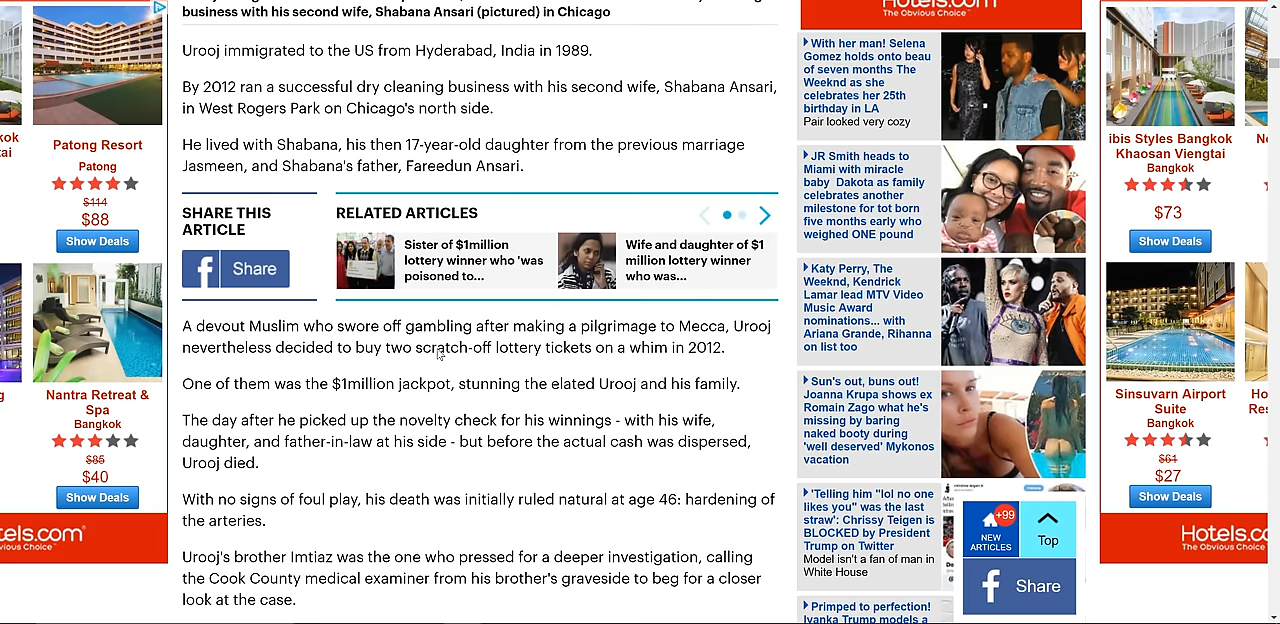 business with his second wife, Shabana Ansari (pictured) in Chicago
Urooj immigrated to the US from Hyderabad, India in 1989.
By 2012 ran a successful dry cleaning business with his second wife, Shabana Ansari,
in West Rogers Park on Chicago's north side.
He lived with Shabana, his then 17-year-old daughter from the previous marriage
Jasmeen, and Shabana's father, Fareedun Ansari.
SHARE THIS
ARTICLE
Share
RELATED ARTICLES
Sister of $1million
lottery winner who 'was
poisoned to...
Wife and daughter of $1
million lottery winner
who was...
A devout Muslim who swore off gambling after making a pilgrimage to Mecca, Urooj
nevertheless decided to buy two scratch-off lottery tickets on a whim in 2012.
One of them was the $1million jackpot, stunning the elated Urooj and his family.
The day after he picked up the novelty check for his winnings - with his wife,
daughter, and father-in-law at his side - but before the actual cash was dispersed,
Urooj died.
With no sign of foul play, his death was initially ruled natural at age 46: hardening of
the arteries.
Urooj's brother Imtiaz was the one who pressed for a deeper investigation, calling
the Cook County medical examiner from his brother's graveside to beg for a closer
look at the case.
Patong Resort
Patong
$114
$88
Show Deals
Nantra Retreat &
Spa
Bangkok
$85
$40
Show Deals
tels.com
vious Choice
Hotels.com
The Obvious Choice
With her man! Selena
Gomez holds onto beau
of seven months The
Weeknd as she
celebrates her 25th
birthday in LA
Pair looked very cozy
JR Smith heads to
Miami with miracle
baby Dakota as family
celebrates another
milestone for tot born
five months early who
weighed ONE pound
Katy Perry, The
Weeknd, Kendrick
Lamar lead MTV Video
Music Award
nominations... with
Ariana Grande, Rihanna
on list too
Sun's out, buns out!
Joanna Krupa shows ex
Romain Zago what he's
missing by baring
naked booty during
'well deserved' Mykonos
vacation
'Telling him "lol no one
likes you" was the last
straw': Chrissy Teigen is
BLOCKED by President
Trump on Twitter
Model isn't a fan of man in
White House
Primped to perfection!
Ivanka Trump models a
+99
NEW
ARTICLES
Top
Share
ibis Styles Bangkok
Khaosan Viengtai
Bangkok
$73
Show Deals
Sinsuvarn Airport
Suite
Bangkok
$61
$27
Show Deals
Hotels.c
The Obvious Cho